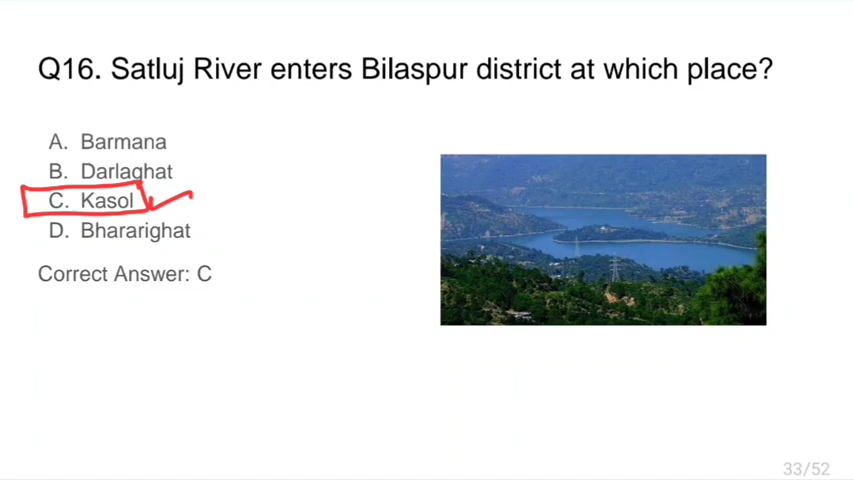 Q16. Satluj River enters Bilaspur district at which place?
A. Barmana
B. Darlaghat
C. Kasol
D. Bhararighat
Correct Answer: C
33/52